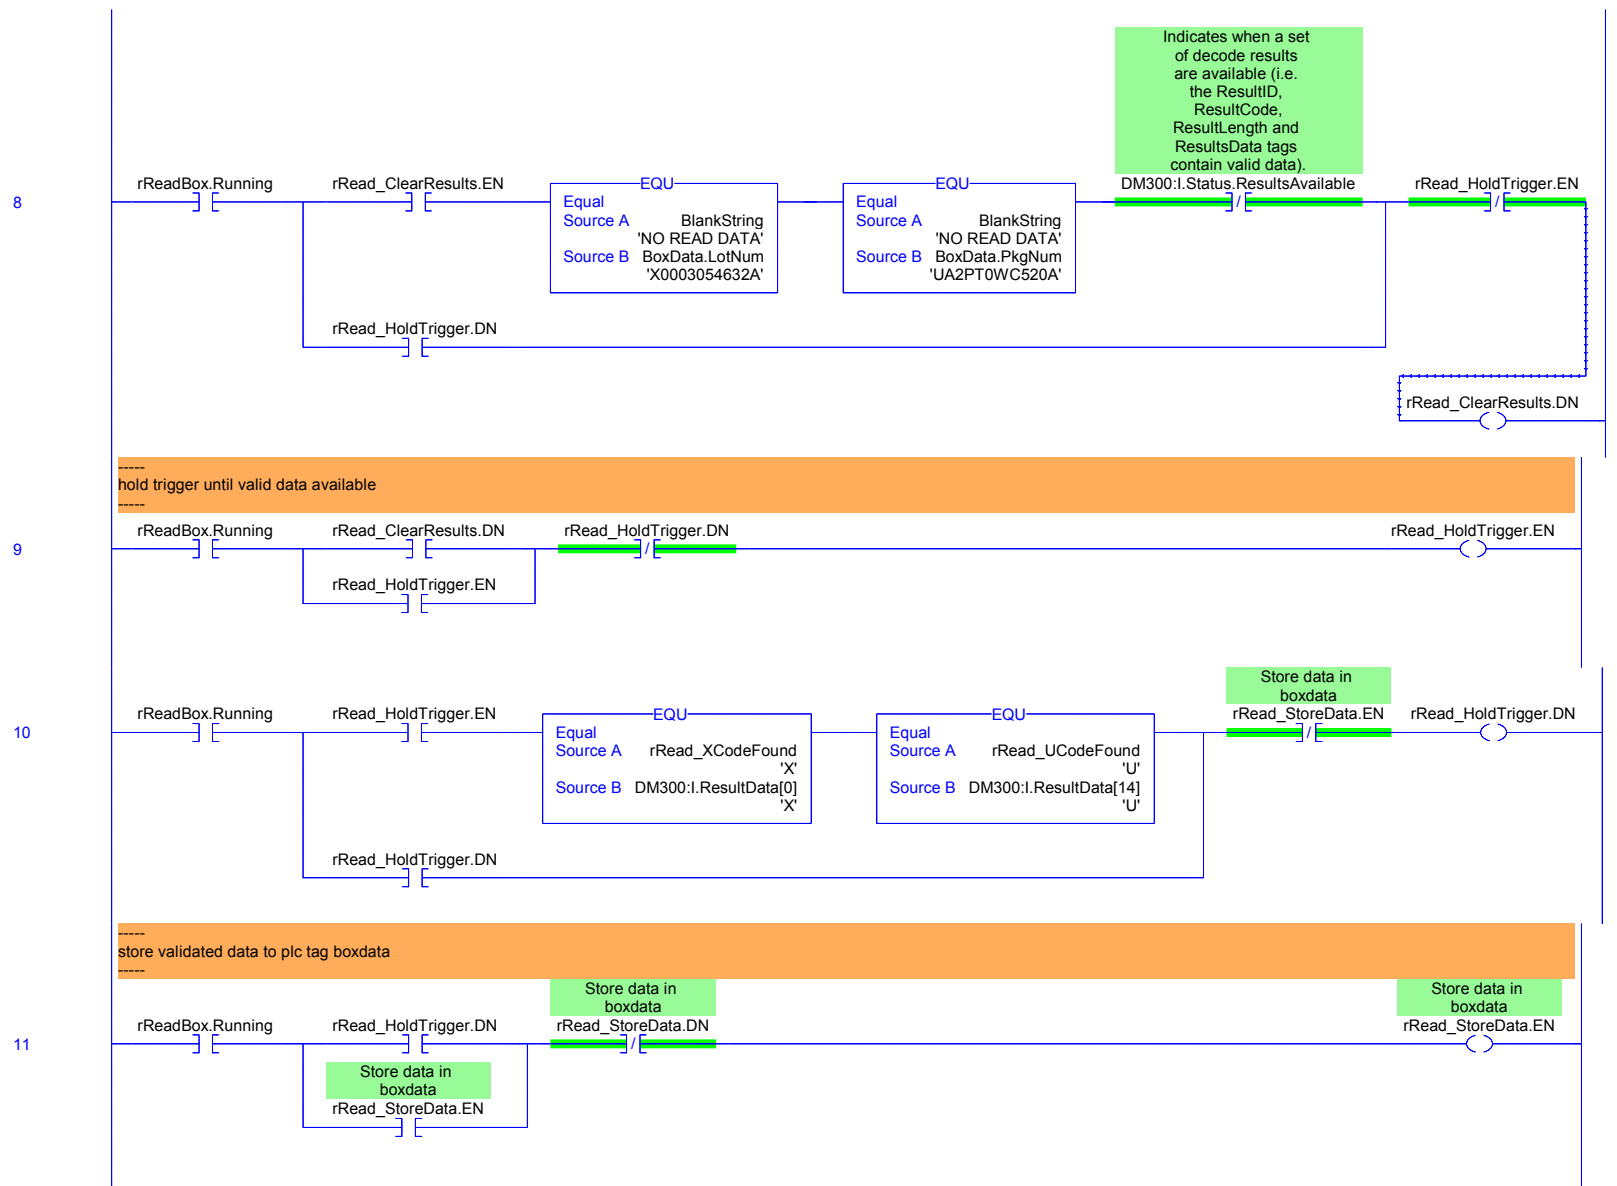 Indicates when a set
of decode results
are available (i.e.
the ResultID,
ResultCode,
ResultLength and
ResultsData tags
contain valid data).
8
rReadBox.Running
rRead_ClearResults.EN
EQU
Equal
Source A BlankString
'NO READ DATA'
Source B BoxData.LotNum
'X0003054632A'
EQU
Equal
Source A BlankString
'NO READ DATA'
Source B BoxData.PkgNum
'UA2PT0WC520A'
DM300:I.Status.ResultsAvailable
/
rRead_HoldTrigger.EN
/
rRead_HoldTrigger.DN
rRead_ClearResults.DN
-----
hold trigger until valid data available
-----
9
rReadBox.Running
rRead_ClearResults.DN
rRead_HoldTrigger.DN
/
rRead_HoldTrigger.EN
rRead_HoldTrigger.EN
10
rReadBox.Running
rRead_HoldTrigger.EN
EQU
Equal
Source A rRead_XCodeFound
'X'
Source B DM300:I.ResultData[0]
'X'
EQU
Equal
Source A rRead_UCodeFound
'U'
Source B DM300:I.ResultData[14]
'U'
Store data in
boxdata
rRead_StoreData.EN
/
rRead_HoldTrigger.DN
rRead_HoldTrigger.DN
-----
store validated data to plc tag boxdata
-----
11
rReadBox.Running
rRead_HoldTrigger.DN
Store data in
boxdata
rRead_StoreData.DN
/
Store data in
boxdata
rRead_StoreData.EN
Store data in
boxdata
rRead_StoreData.EN